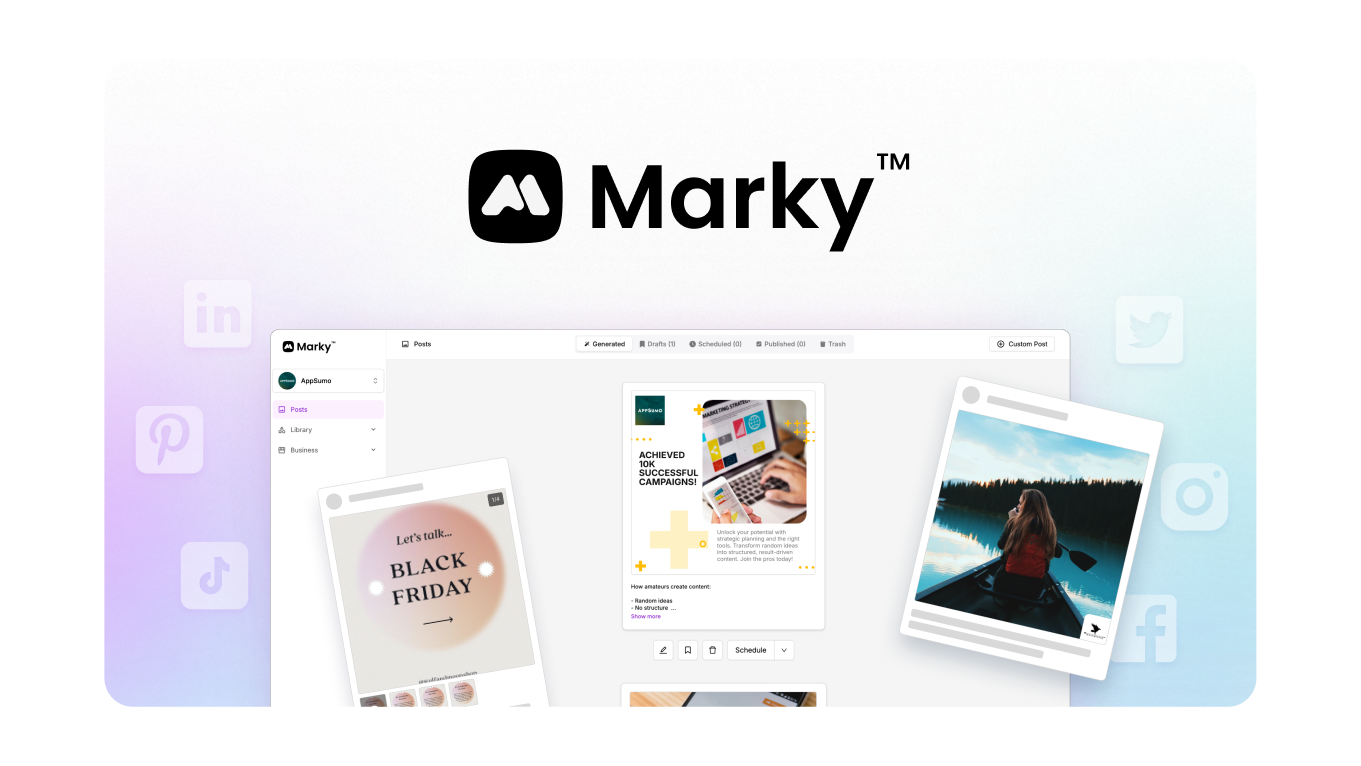 Marky™
Marky™
Posts
Generated
Drafts (1)
Scheduled (0)
Published (0)
Trash
Custom Post
APPSUMO
AppSumo
Posts
Library
Business
APPSUMO
MARKETING STRATEG
ACHIEVED
10K
SUCCESSFUL
CAMPAIGNS!
Unlock your potential with
strategic planning and the right
tools. Transform random ideas
into structured, result-driven
content. Join the pros today!
How amateurs create content:
- Random ideas
- No structure ...
Show more
Schedule
1/4
Let's talk...
BLACK
FRIDAY
in